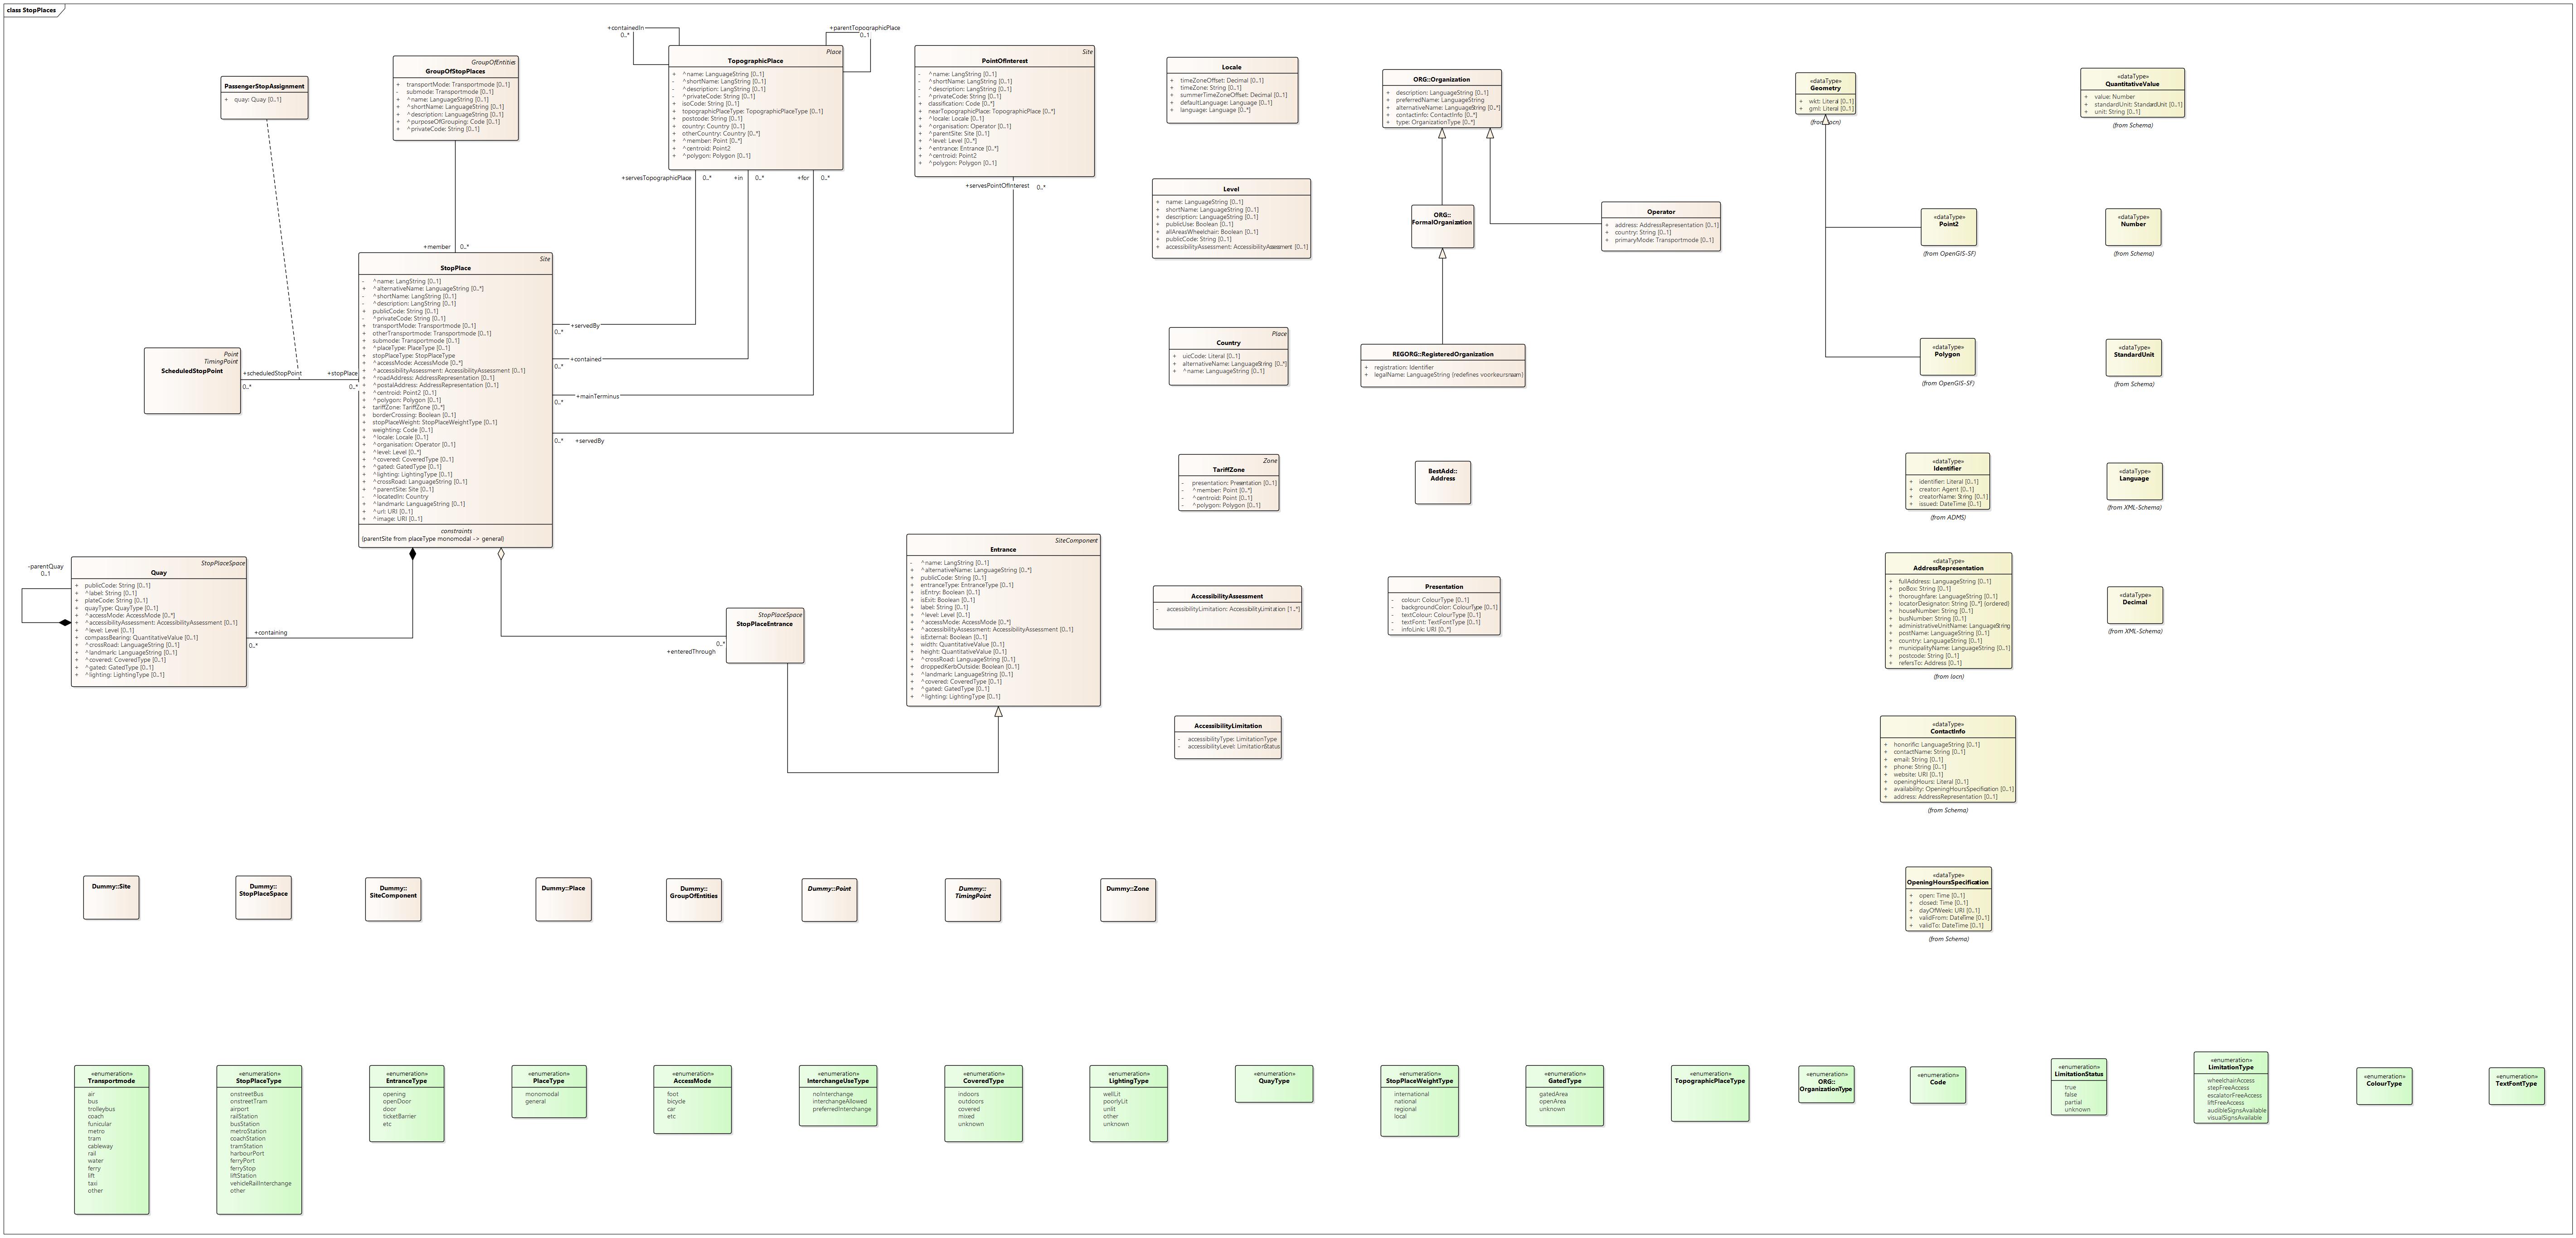 class StopPlaces
+containedIn
0..*
+parentTopographicPlace
0..1
PassengerStopAssignment
+ quay: Quay [0..1]
GroupOfEntities
GroupOfStopPlaces
+ transportMode: Transportmode [0..1]
- submode: Transportmode [0..1]
+ ^name: LanguageString [0..1]
+ ^shortName: LanguageString [0..1]
+ ^description: LanguageString [0..1]
+ ^purposeOfGrouping: Code [0..1]
+ ^privateCode: String [0..1]
Place
TopographicPlace
+ ^name: LanguageString [0..1]
- ^shortName: LangString [0..1]
- ^description: LangString [0..1]
- ^privateCode: String [0..1]
+ isoCode: String [0..1]
+ topographicPlaceType: TopographicPlaceType [0..1]
+ postcode: String [0..1]
+ country: Country [0..1]
+ otherCountry: Country [0..*]
+ ^member: Point [0..*]
+ ^centroid: Point2
+ ^polygon: Polygon [0..1]
Site
PointOfInterest
- ^name: LangString [0..1]
- ^shortName: LangString [0..1]
- ^description: LangString [0..1]
- ^privateCode: String [0..1]
+ classification: Code [0..*]
+ nearTopographicPlace: TopographicPlace [0..*]
+ ^locale: Locale [0..1]
+ ^organisation: Operator [0..1]
+ ^parentSite: Site [0..1]
+ ^level: Level [0..*]
+ ^entrance: Entrance [0..*]
+ ^centroid: Point2
+ ^polygon: Polygon [0..1]
Locale
+ timeZoneOffset: Decimal [0..1]
+ timeZone: String [0..1]
+ summerTimeZoneOffset: Decimal [0..1]
+ defaultLanguage: Language [0..1]
+ language: Language [0..*]
ORG::Organization
+ description: LanguageString [0..1]
+ preferredName: LanguageString
+ alternativeName: LanguageString [0..*]
+ contactinfo: ContactInfo [0..*]
+ type: OrganizationType [0..*]
«dataType»
Geometry
+ wkt: Literal [0..1]
+ gml: Literal [0..1]
(from locn)
«dataType»
QuantitativeValue
+ value: Number
+ standardUnit: StandardUnit [0..1]
+ unit: String [0..1]
(from Schema)
+servesTopographicPlace
0..*
+in
0..*
+for
0..*
+servesPointOfInterest
0..*
Level
+ name: LanguageString [0..1]
+ shortName: LanguageString [0..1]
+ description: LanguageString [0..1]
+ publicUse: Boolean [0..1]
+ allAreasWheelchair: Boolean [0..1]
+ publicCode: String [0..1]
+ accessibilityAssessment: AccessibilityAssessment [0..1]
ORG::
FormalOrganization
Operator
+ address: AddressRepresentation [0..1]
+ country: String [0..1]
+ primaryMode: Transportmode [0..1]
«dataType»
Point2
(from OpenGIS-SF)
«dataType»
Number
(from Schema)
+member
0..*
Site
StopPlace
- ^name: LangString [0..1]
+ ^alternativeName: LanguageString [0..*]
- ^shortName: LangString [0..1]
- ^description: LangString [0..1]
+ publicCode: String [0..1]
- ^privateCode: String [0..1]
+ transportMode: Transportmode [0..1]
+ otherTransportmode: Transportmode [0..1]
+ submode: Transportmode [0..1]
+ ^placeType: PlaceType [0..1]
+ stopPlaceType: StopPlaceType
+ ^accessMode: AccessMode [0..*]
+ ^accessibilityAssessment: AccessibilityAssessment [0..1]
+ ^roadAddress: AddressRepresentation [0..1]
+ ^postalAddress: AddressRepresentation [0..1]
+ ^centroid: Point2 [0..1]
+ ^polygon: Polygon [0..1]
+ tariffZone: TariffZone [0..*]
+ borderCrossing: Boolean [0..1]
+ stopPlaceWeight: StopPlaceWeightType [0..1]
+ weighting: Code [0..1]
+ ^locale: Locale [0..1]
+ ^organisation: Operator [0..1]
+ ^level: Level [0..*]
+ ^covered: CoveredType [0..1]
+ ^gated: GatedType [0..1]
+ ^lighting: LightingType [0..1]
+ ^crossRoad: LanguageString [0..1]
+ ^parentSite: Site [0..1]
- ^locatedIn: Country
+ ^landmark: LanguageString [0..1]
+ ^url: URI [0..1]
+ ^image: URI [0..1]
constraints
{parentSite from placeType monomodal -> general}
+servedBy
0..*
+contained
0..*
+mainTerminus
0..*
0..*
+servedBy
Point
TimingPoint
ScheduledStopPoint
+scheduledStopPoint
0..*
+stopPlace
0..*
Place
Country
+ uicCode: Literal [0..1]
+ alternativeName: LanguageString [0..*]
+ ^name: LanguageString [0..1]
REGORG::RegisteredOrganization
+ registration: Identifier
+ legalName: LanguageString {redefines voorkeursnaam}
«dataType»
Polygon
(from OpenGIS-SF)
«dataType»
StandardUnit
(from Schema)
Zone
TariffZone
- presentation: Presentation [0..1]
- ^member: Point [0..*]
- ^centroid: Point [0..1]
- ^polygon: Polygon [0..1]
BestAdd::
Address
«dataType»
Identifier
+ identifier: Literal [0..1]
+ creator: Agent [0..1]
+ creatorName: String [0..1]
+ issued: DateTime [0..1]
(from ADMS)
«dataType»
Language
(from XML-Schema)
-parentQuay
0..1
StopPlaceSpace
Quay
+ publicCode: String [0..1]
+ ^label: String [0..1]
+ plateCode: String [0..1]
+ quayType: QuayType [0..1]
+ ^accessMode: AccessMode [0..*]
+ ^accessibilityAssessment: AccessibilityAssessment [0..1]
+ ^level: Level [0..1]
+ compassBearing: QuantitativeValue [0..1]
+ ^crossRoad: LanguageString [0..1]
+ ^landmark: LanguageString [0..1]
+ ^covered: CoveredType [0..1]
+ ^gated: GatedType [0..1]
+ ^lighting: LightingType [0..1]
+containing
0..*
StopPlaceSpace
StopPlaceEntrance
0..*
+enteredThrough
SiteComponent
Entrance
- ^name: LangString [0..1]
+ ^alternativeName: LanguageString [0..*]
+ publicCode: String [0..1]
+ entranceType: EntranceType [0..1]
+ isEntry: Boolean [0..1]
+ isExit: Boolean [0..1]
+ label: String [0..1]
+ ^level: Level [0..1]
+ ^accessMode: AccessMode [0..*]
+ ^accessibilityAssessment: AccessibilityAssessment [0..1]
+ isExternal: Boolean [0..1]
+ width: QuantitativeValue [0..1]
+ height: QuantitativeValue [0..1]
+ ^crossRoad: LanguageString [0..1]
+ droppedKerbOutside: Boolean [0..1]
+ ^landmark: LanguageString [0..1]
+ ^covered: CoveredType [0..1]
+ ^gated: GatedType [0..1]
+ ^lighting: LightingType [0..1]
AccessibilityAssessment
- accessibilityLimitation: AccessibilityLimitation [1..*]
Presentation
- colour: ColourType [0..1]
- backgroundColor: ColourType [0..1]
- textColour: ColourType [0..1]
- textFont: TextFontType [0..1]
- infoLink: URI [0..*]
«dataType»
AddressRepresentation
+ fullAddress: LanguageString [0..1]
+ poBox: String [0..1]
+ thoroughfare: LanguageString [0..1]
+ locatorDesignator: String [0..*] {ordered}
+ houseNumber: String [0..1]
+ busNumber: String [0..1]
+ administrativeUnitName: LanguageString
+ postName: LanguageString [0..1]
+ country: LanguageString [0..1]
+ municipalityName: LanguageString [0..1]
+ postcode: String [0..1]
+ refersTo: Address [0..1]
(from locn)
«dataType»
Decimal
(from XML-Schema)
AccessibilityLimitation
- accessibilityType: LimitationType
- accessibilityLevel: LimitationStatus
«dataType»
ContactInfo
+ honorific: LanguageString [0..1]
+ contactName: String [0..1]
+ email: String [0..1]
+ phone: String [0..1]
+ website: URI [0..1]
+ openingHours: Literal [0..1]
+ availability: OpeningHoursSpecification [0..1]
+ address: AddressRepresentation [0..1]
(from Schema)
Dummy::Site
Dummy::
StopPlaceSpace
Dummy::
SiteComponent
Dummy::Place
Dummy::
GroupOfEntities
Dummy::Point
Dummy::
TimingPoint
Dummy::Zone
«dataType»
OpeningHoursSpecification
+ open: Time [0..1]
+ closed: Time [0..1]
+ dayOfWeek: URI [0..1]
+ validFrom: DateTime [0..1]
+ validTo: DateTime [0..1]
(from Schema)
«enumeration»
Transportmode
air
bus
trolleybus
coach
funicular
metro
tram
cableway
rail
water
ferry
lift
taxi
other
«enumeration»
StopPlaceType
onstreetBus
onstreetTram
airport
railStation
busStation
metroStation
coachStation
tramStation
harbourPort
ferryPort
ferryStop
liftStation
vehicleRailInterchange
other
«enumeration»
EntranceType
opening
openDoor
door
ticketBarrier
etc
«enumeration»
PlaceType
monomodal
general
«enumeration»
AccessMode
foot
bicycle
car
etc
«enumeration»
InterchangeUseType
noInterchange
interchangeAllowed
preferredInterchange
«enumeration»
CoveredType
indoors
outdoors
covered
mixed
unknown
«enumeration»
LightingType
wellLit
poorlyLit
unlit
other
unknown
«enumeration»
QuayType
«enumeration»
StopPlaceWeightType
international
national
regional
local
«enumeration»
GatedType
gatedArea
openArea
unknown
«enumeration»
TopographicPlaceType
«enumeration»
ORG::
OrganizationType
«enumeration»
Code
«enumeration»
LimitationStatus
true
false
partial
unknown
«enumeration»
LimitationType
wheelchairAccess
stepFreeAccess
escalatorFreeAccess
liftFreeAccess
audibleSignsAvailable
visualSignsAvailable
«enumeration»
ColourType
«enumeration»
TextFontType